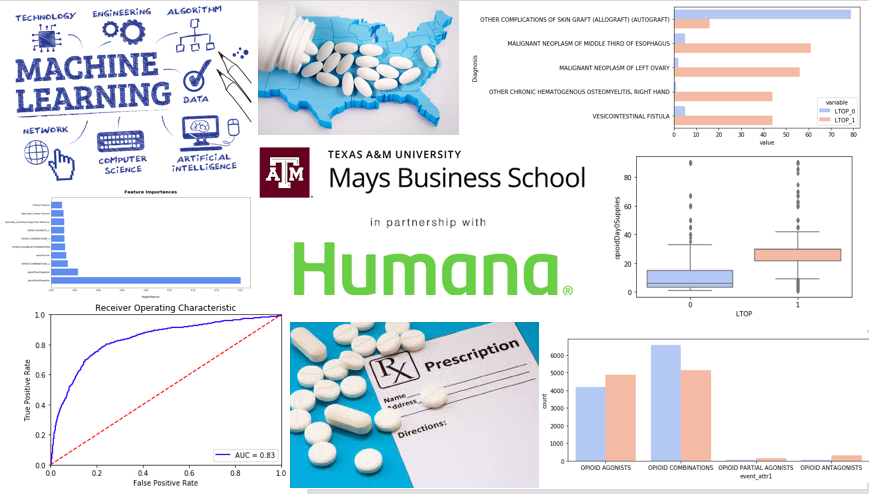 TECHNOLOGY
ENGINEERING
ALGORITHM
MACHINE
LEARNING
DATA
NETWORK
COMPUTER
SCIENCE
ARTIFICIAL
INTELLIGENCE
OTHER COMPLICATIONS OF SKIN GRAFT (ALLOGRAFT) (AUTOGRAFT)
MALIGNANT NEOPLASM OF MIDDLE THIRD OF ESOPHAGUS
MALIGNANT NEOPLASM OF LEFT OVARY
OTHER CHRONIC HEMATOGENOUS OSTEOMYELITIS, RIGHT HAND
VESICOINTESTINAL FISTULA
Diagnosis
variable
LTOP_0
LTOP_1
0 10 20 30 40 50 60 70 80
value
ĀM
TEXAS A&M UNIVERSITY
Mays Business School
in partnership with
Humana®
Feature Importances
Importance
80
60
40
20
0
opioidDay0Supplies
0 1
LTOP
Receiver Operating Characteristic
1.0
0.8
0.6
0.4
0.2
0.0
True Positive Rate
AUC = 0.83
0.0 0.2 0.4 0.6 0.8 1.0
False Positive Rate
Rx Prescription
Name
Address
Directions:
6000
5000
4000
3000
2000
1000
0
count
OPIOID AGONISTS OPIOID COMBINATIONS OPIOID PARTIAL AGONISTS OPIOID ANTAGONISTS
event_attr1